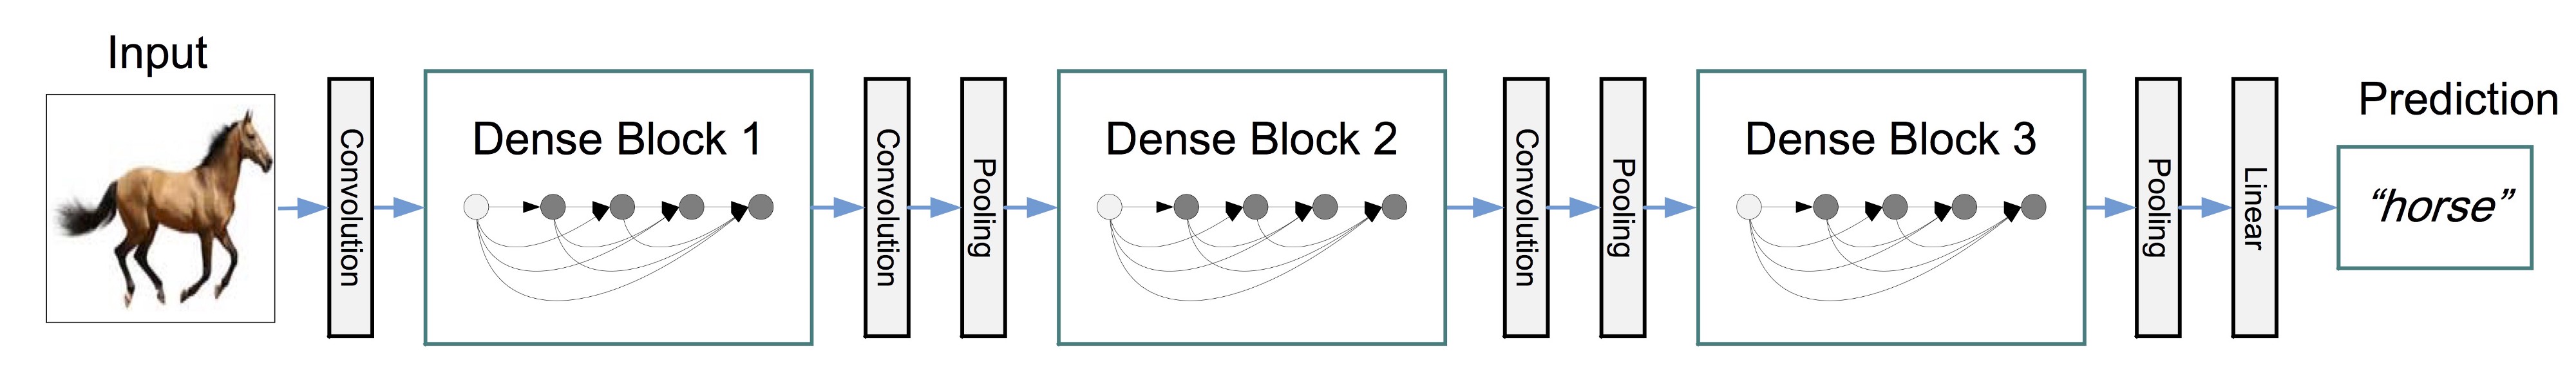 Input
Convolution
Dense Block 1
Convolution
Pooling
Dense Block 2
Convolution
Pooling
Dense Block 3
Pooling
Linear
Prediction
“horse”